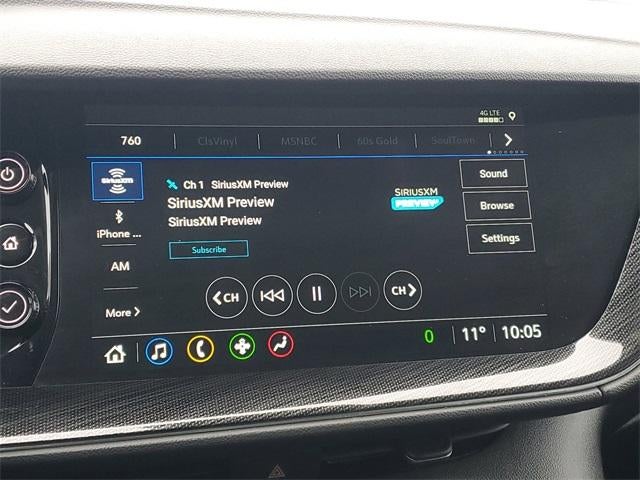 4G LTE
760 ClsVinyl MSNBC 60s Gold SoulTown
SiriusXM
Ch 1 SiriusXM Preview
SiriusXM Preview
SiriusXM Preview
Subscribe
SIRIUSXM
PREVIEW
Sound
Browse
Settings
iPhone ...
AM
More
CH
CH
0 11° 10:05